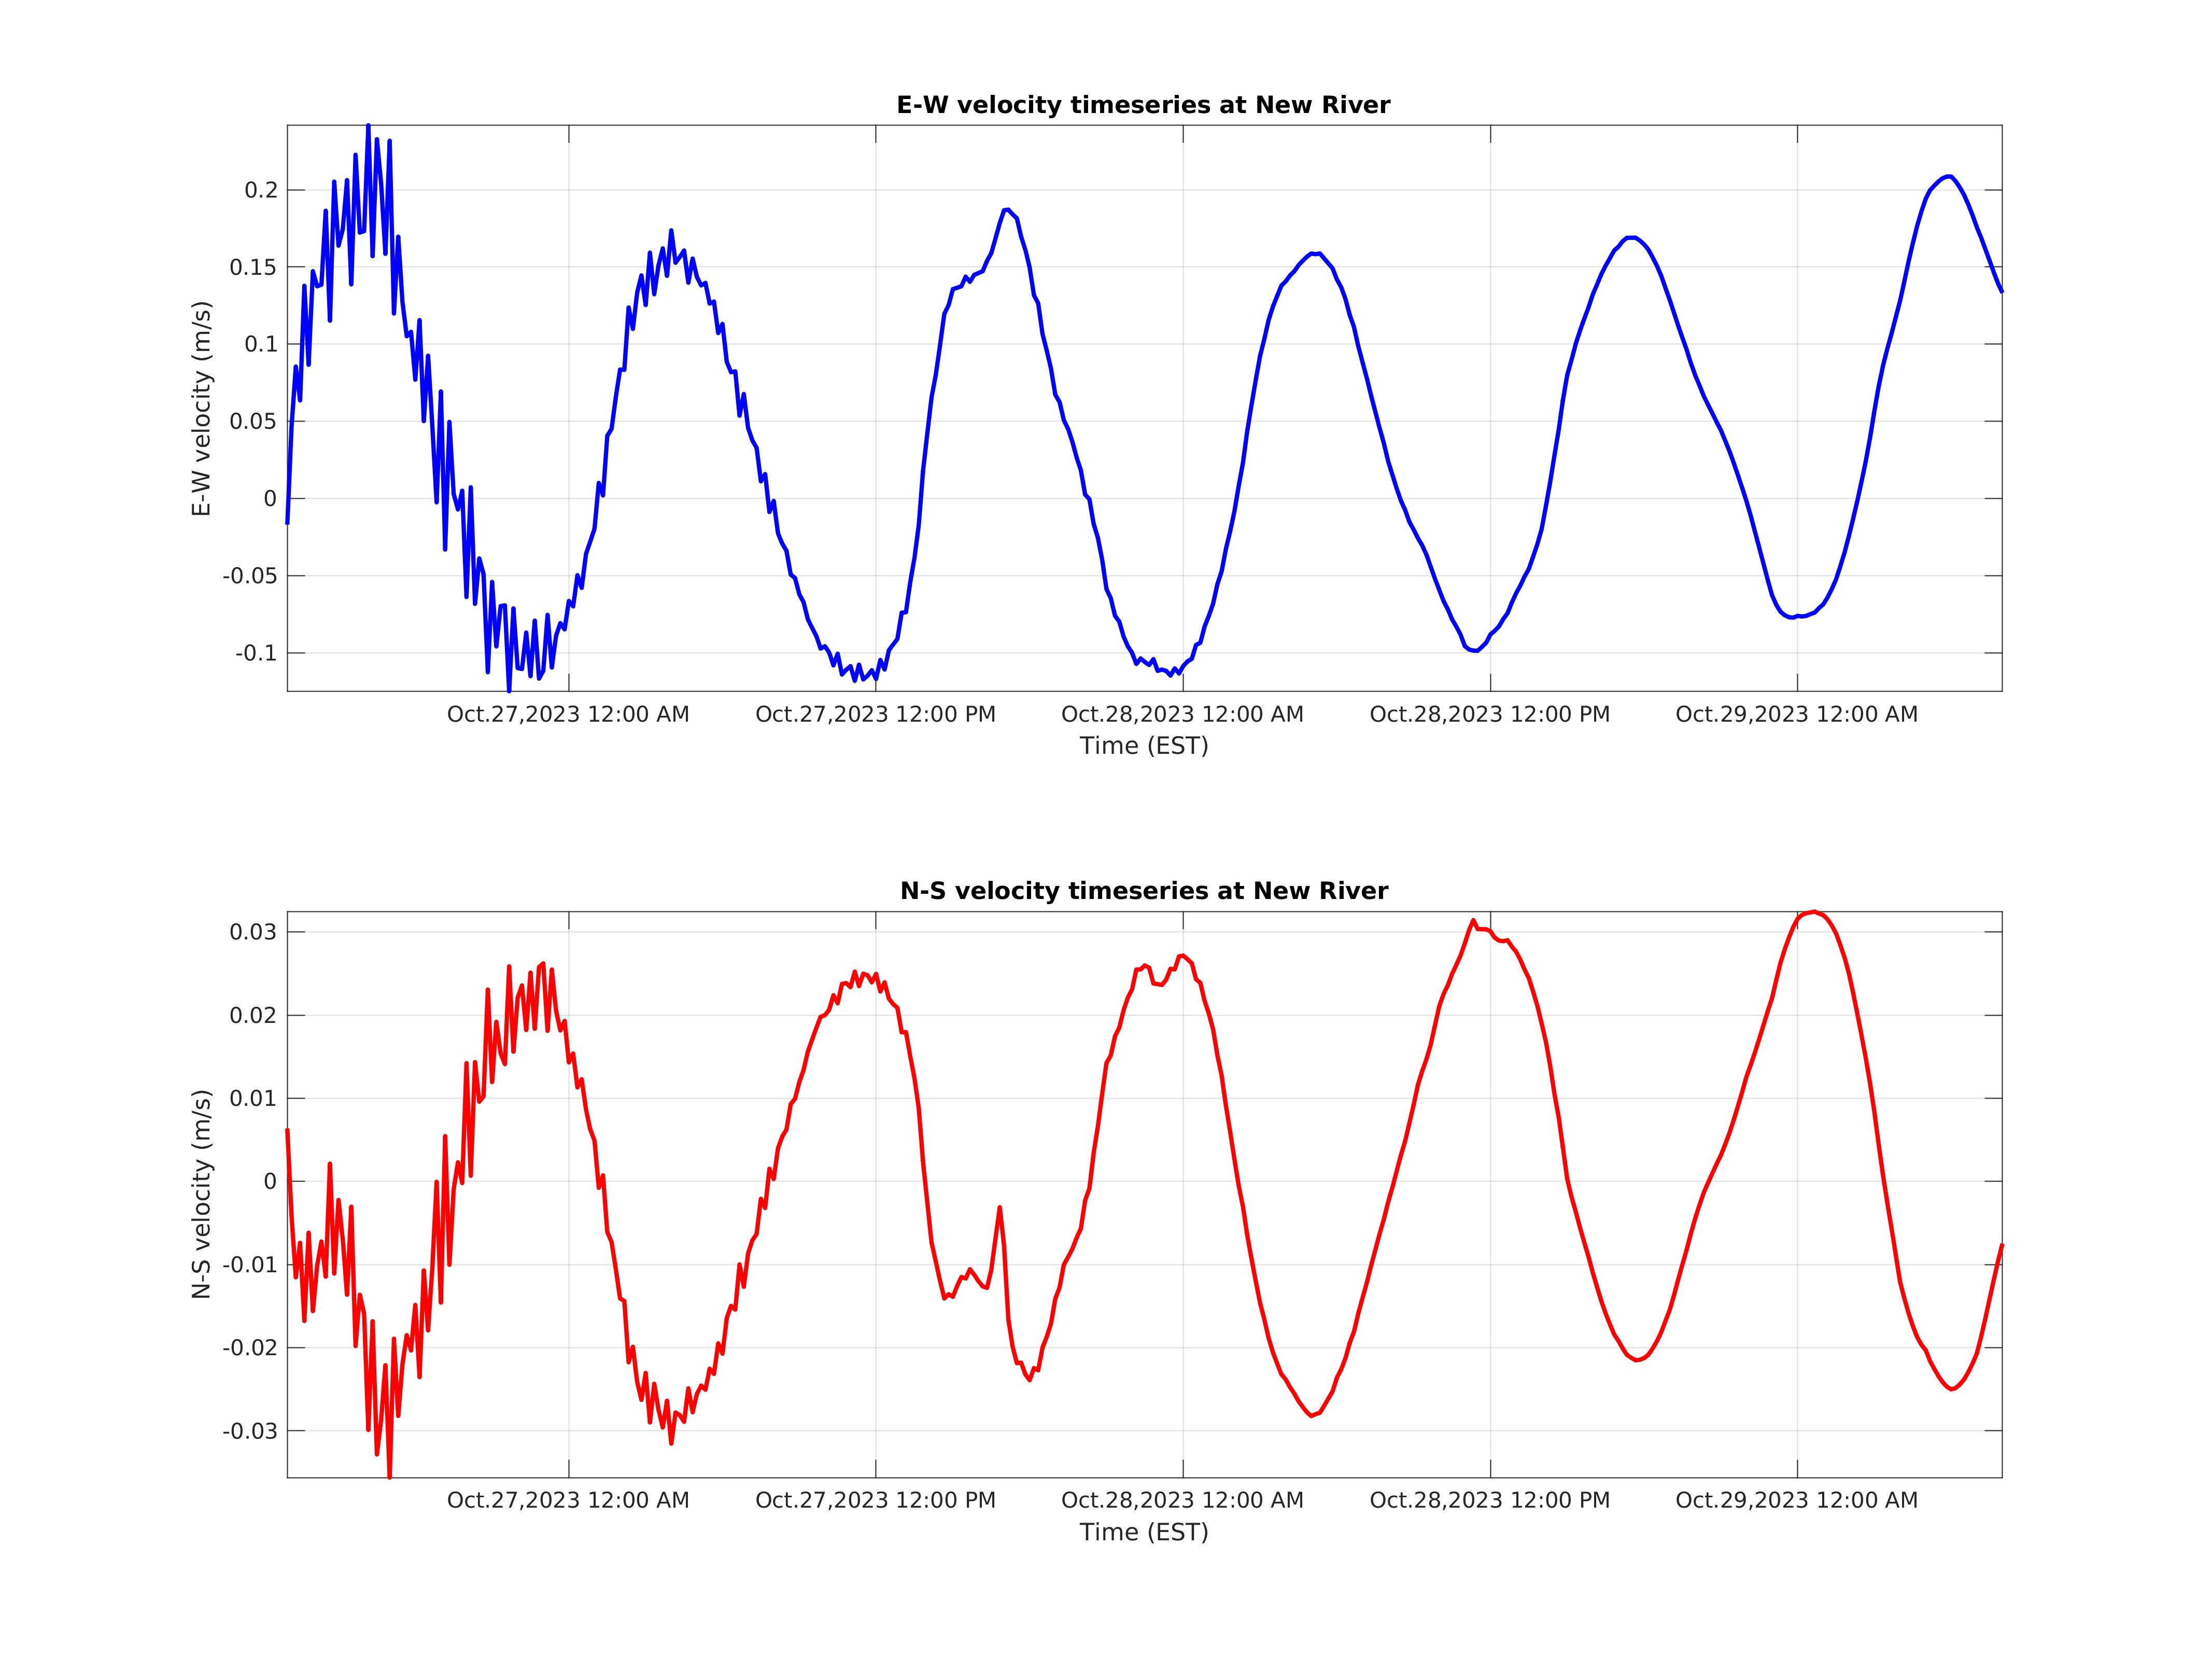 E-W velocity timeseries at New River
E-W velocity (m/s)
0.2
0.15
0.1
0.05
0
-0.05
-0.1
Oct.27,2023 12:00 AM
Oct.27,2023 12:00 PM
Oct.28,2023 12:00 AM
Oct.28,2023 12:00 PM
Oct.29,2023 12:00 AM
Time (EST)
N-S velocity timeseries at New River
N-S velocity (m/s)
0.03
0.02
0.01
0
-0.01
-0.02
-0.03
Oct.27,2023 12:00 AM
Oct.27,2023 12:00 PM
Oct.28,2023 12:00 AM
Oct.28,2023 12:00 PM
Oct.29,2023 12:00 AM
Time (EST)